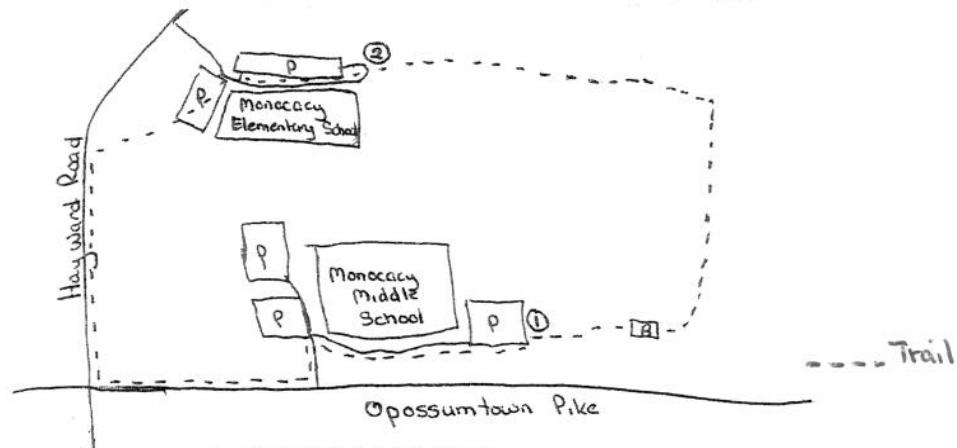 ②
P
P
Monocacy
Elementary School
Hayward Road
P
Monocacy
Middle
School
P
P
①
B
Trail
Opossumtown Pike